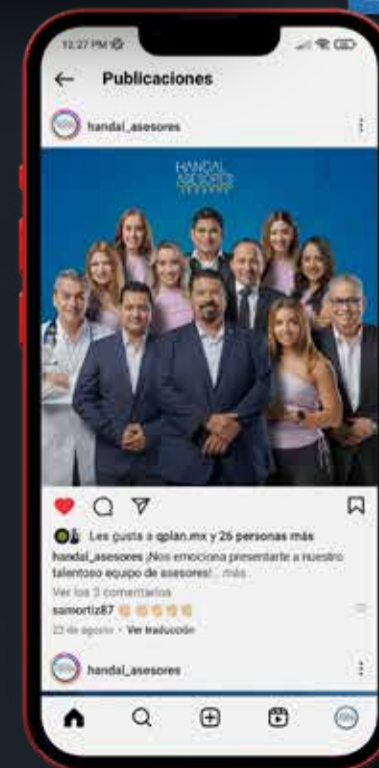 12:27 PM
Publicaciones
handal_asesores
HANDAL
ASESORES
Les gusta a qplan.mx y 26 personas más
handal_asesores ¡Nos emociona presentarte a nuestro
talentoso equipo de asesores!... más
Ver los 3 comentarios
samortiz87 👏🏼👏🏼👏🏼👏🏼👏🏼
23 de agosto · Ver traducción
handal_asesores